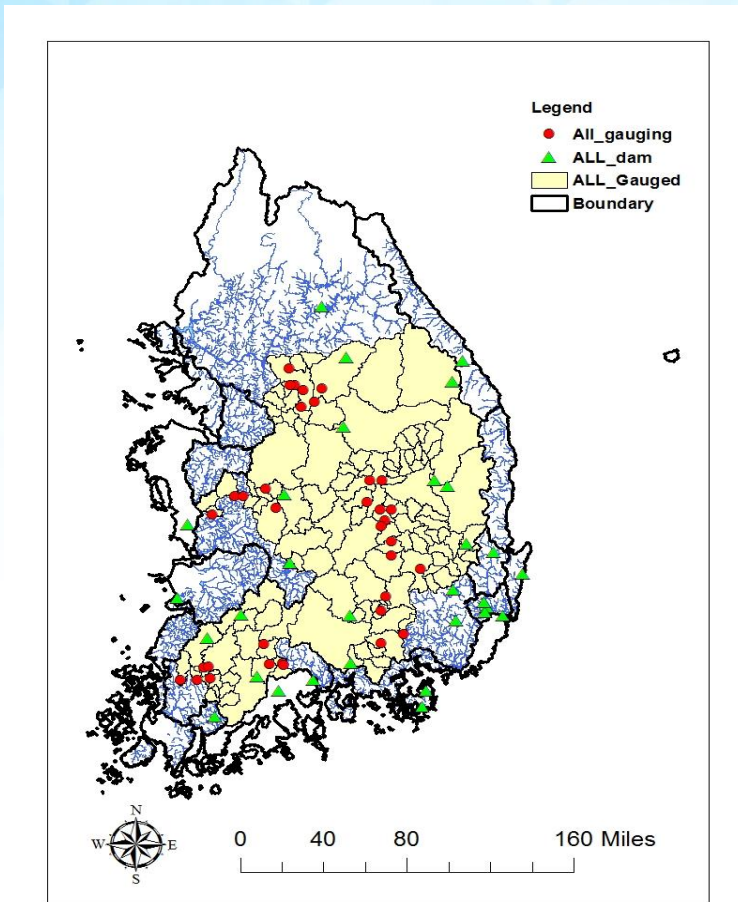 Legend
All_gauging
ALL_dam
ALL_Gauged
Boundary
N
W E
S
0 40 80 160 Miles